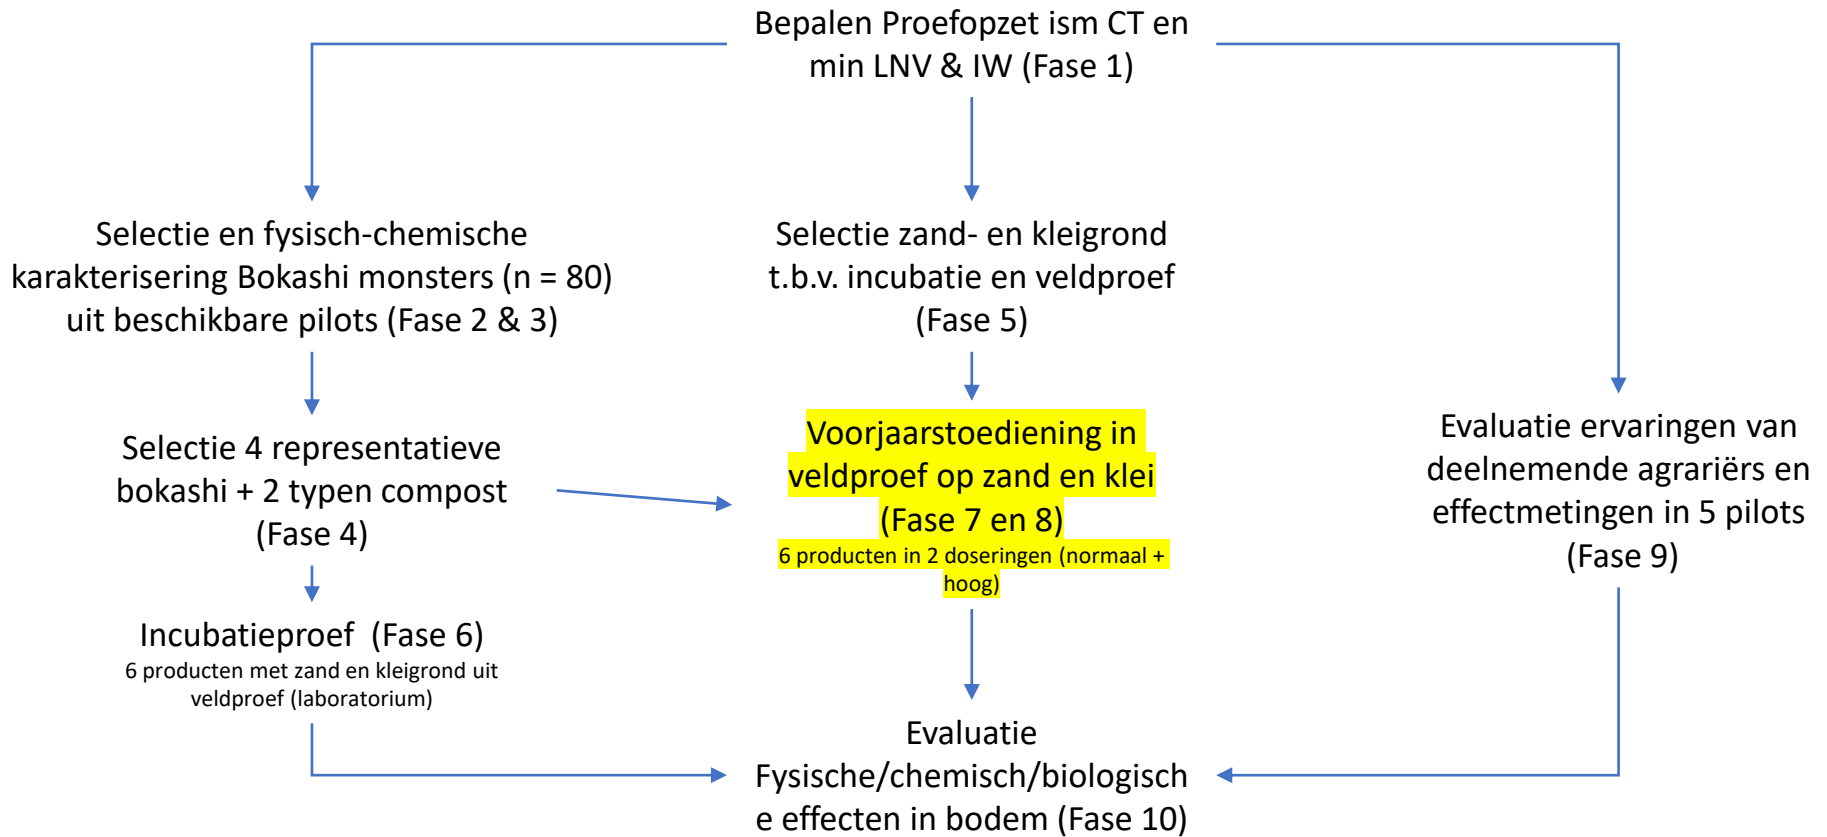 Bepalen Proefopzet ism CT en
min LNV & IW (Fase 1)
Selectie en fysisch-chemische
karakterisering Bokashi monsters (n = 80)
uit beschikbare pilots (Fase 2 & 3)
Selectie zand- en kleigrond
t.b.v. incubatie en veldproef
(Fase 5)
Selectie 4 representatieve
bokashi + 2 typen compost
(Fase 4)
Voorjaarstoediening in
veldproef op zand en klei
(Fase 7 en 8)
6 producten in 2 doseringen (normaal +
hoog)
Evaluatie ervaringen van
deelnemende agrariërs en
effectmetingen in 5 pilots
(Fase 9)
Incubatieproef (Fase 6)
6 producten met zand en kleigrond uit
veldproef (laboratorium)
Evaluatie
Fysische/chemisch/biologisch
e effecten in bodem (Fase 10)